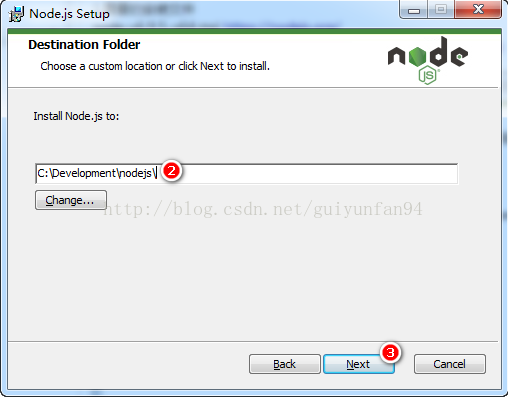 Node.js Setup
Destination Folder
Choose a custom location or click Next to install.
node
JS
Install Node.js to:
C:\Development\nodejs\
2
Change...
http://blog.csdn.net/guiyunfan94
3
Back
Next
Cancel